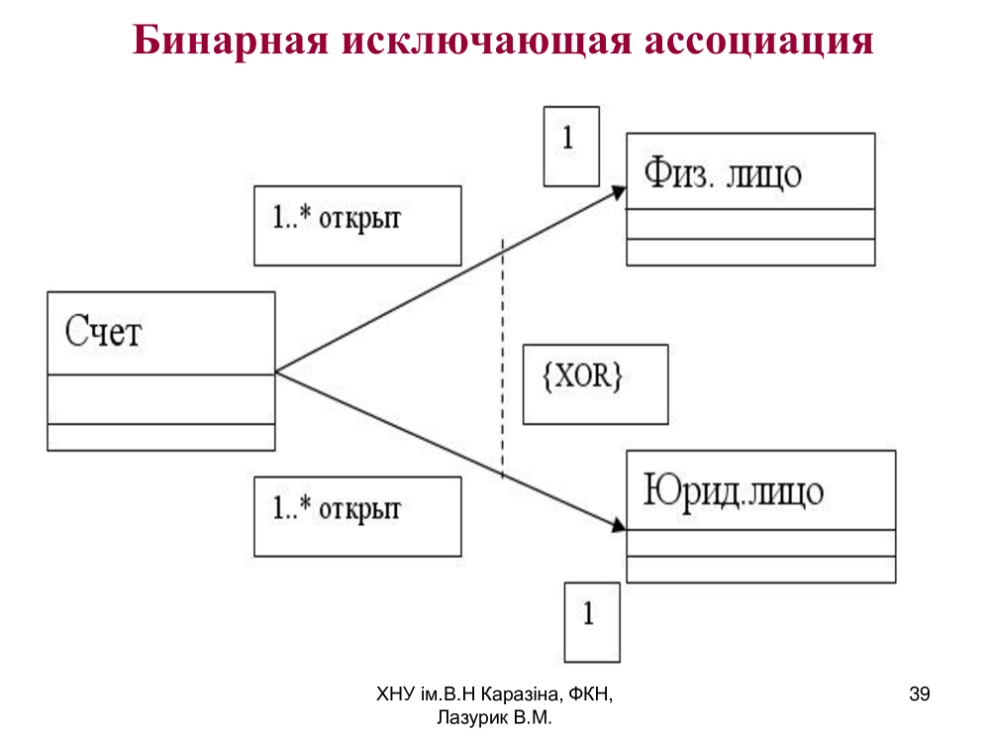 Бинарная исключающая ассоциация
1
Физ. лицо
1..* открыт
Счет
{XOR}
Юрид.лицо
1..* открыт
1
ХНУ ім.В.Н Каразіна, ФКН,
Лазурик В.М.
39